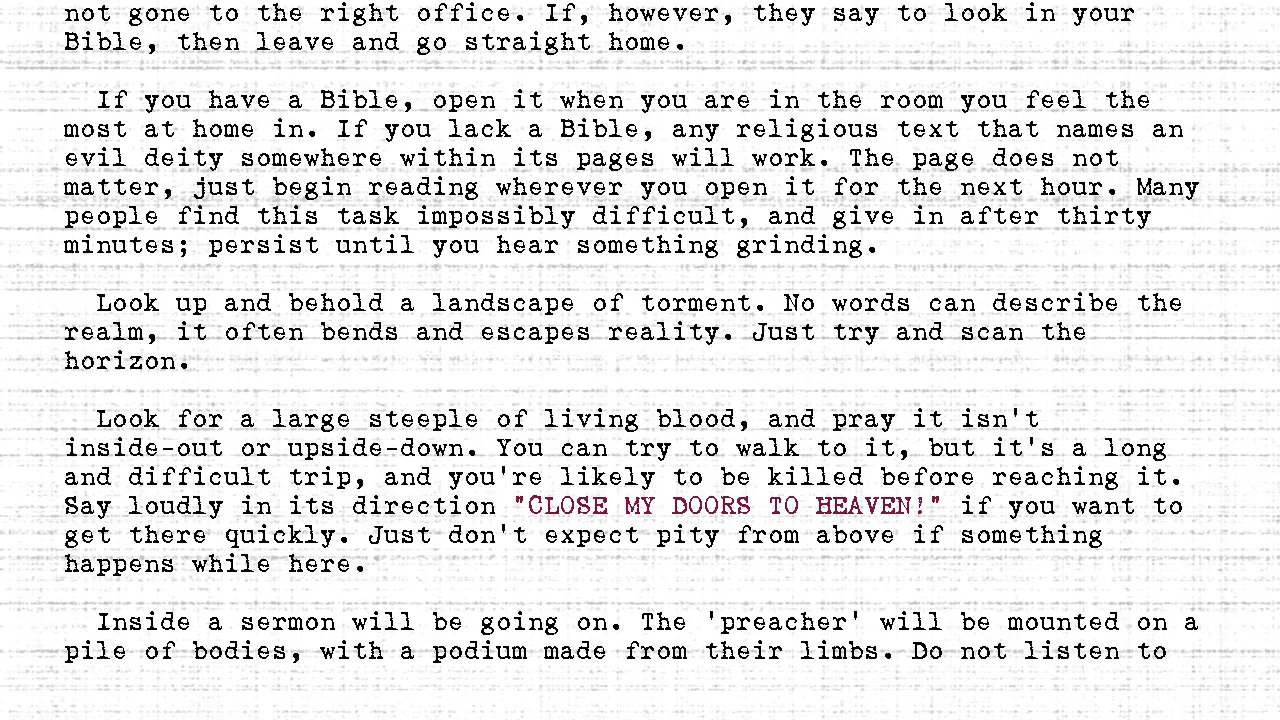 not gone to the right office. If, however, they say to look in your
Bible, then leave and go straight home.
If you have a Bible, open it when you are in the room you feel the
most at home in. If you lack a Bible, any religious text that names an
evil deity somewhere within its pages will work. The page does not
matter, just begin reading wherever you open it for the next hour. Many
people find this task impossibly difficult, and give in after thirty
minutes; persist until you hear something grinding.
Look up and behold a landscape of torment. No words can describe the
realm, it often bends and escapes reality. Just try and scan the
horizon.
Look for a large steeple of living blood, and pray it isn't
inside-out or upside-down. You can try to walk to it, but it's a long
and difficult trip, and you're likely to be killed before reaching it.
Say loudly in its direction "CLOSE MY DOORS TO HEAVEN!" if you want to
get there quickly. Just don't expect pity from above if something
happens while here.
Inside a sermon will be going on. The 'preacher' will be mounted on a
pile of bodies, with a podium made from their limbs. Do not listen to